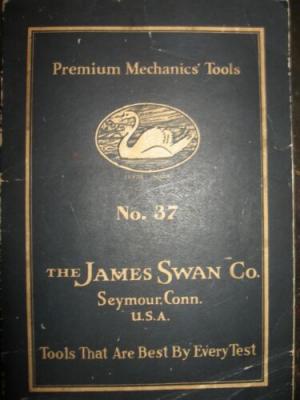 Premium Mechanics' Tools
No. 37
THE JAMES SWAN CO.
Seymour, Conn.
U.S.A.
Tools That Are Best By Every Test